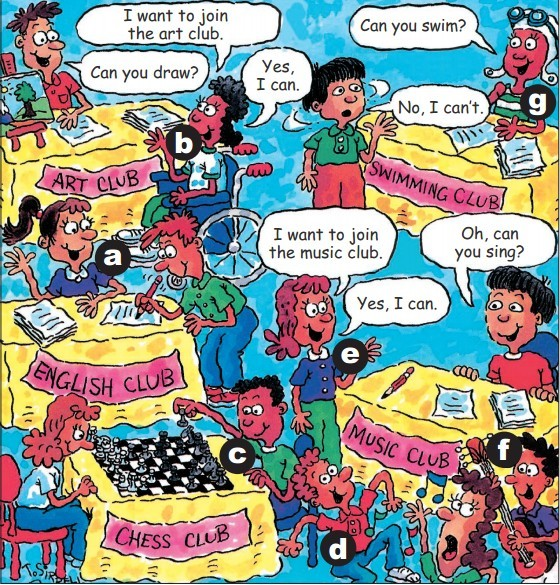 I want to join
the art club.
Can you draw?
Yes,
I can.
Can you swim?
No, I can't.
g
b
ART CLUB
SWIMMING CLUB
a
I want to join
the music club.
Oh, can
you sing?
Yes, I can.
e
ENGLISH CLUB
MUSIC CLUB
f
c
CHESS CLUB
d